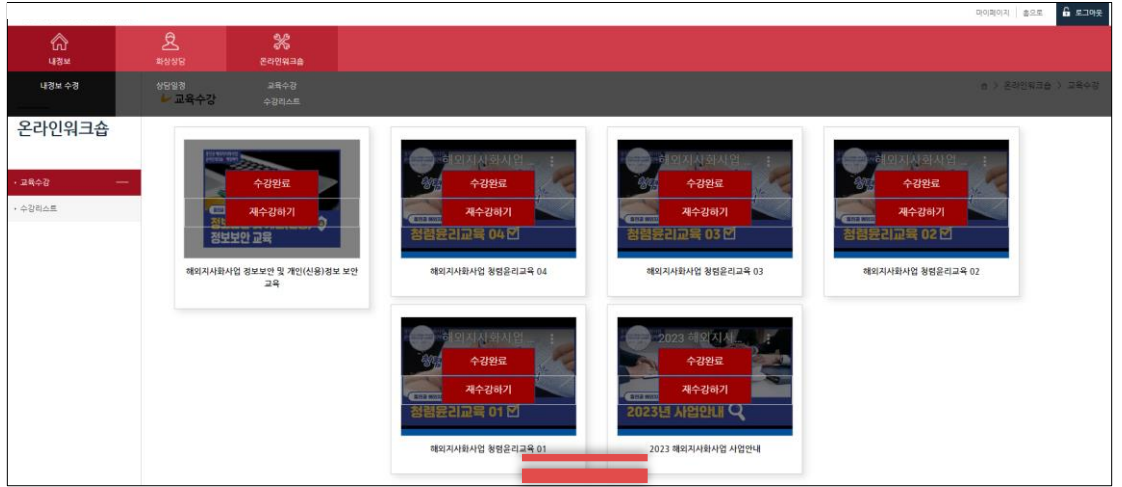 마이페이지 홈으로 로그아웃
내정보 화상상담 온라인워크숍
내정보 수정 상담일정 교육수강
수강리스트
교육수강
온라인워크숍 > 교육수강
온라인워크숍
교육수강
수강리스트
수강완료
재수강하기
정보보안 교육
해외지사화사업 정보보안 및 개인(신용)정보 보안
교육
해외지사화사업 ...
수강완료
재수강하기
청렴윤리교육 04
해외지사화사업 청렴윤리교육 04
해외지사화사업 ...
수강완료
재수강하기
청렴윤리교육 03
해외지사화사업 청렴윤리교육 03
해외지사화사업 ...
수강완료
재수강하기
청렴윤리교육 02
해외지사화사업 청렴윤리교육 02
해외지사화사업 ...
수강완료
재수강하기
청렴윤리교육 01
해외지사화사업 청렴윤리교육 01
2023 해외지사...
수강완료
재수강하기
2023년 사업안내
2023 해외지사화사업 사업안내